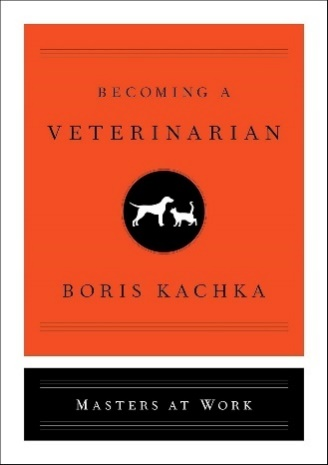 BECOMING A
VETERINARIAN
BORIS KACHKA
MASTERS AT WORK